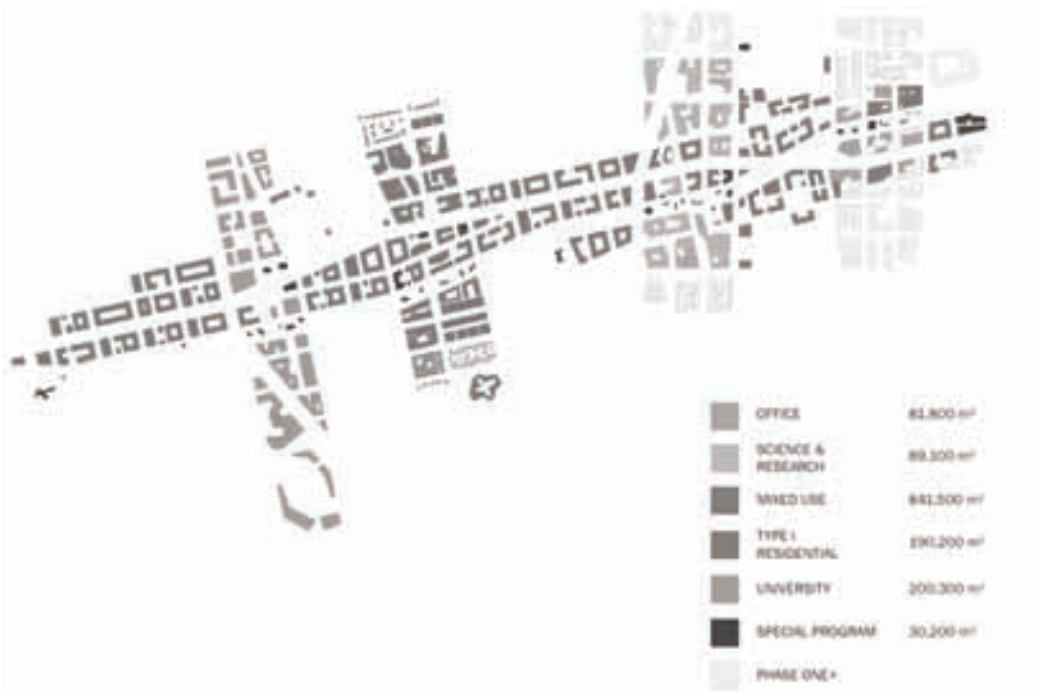 OFFICE 81,800 m²
SCIENCE &
RESEARCH 89,100 m²
MIXED USE 841,500 m²
TYPE I
RESIDENTIAL 190,200 m²
UNIVERSITY 200,300 m²
SPECIAL PROGRAM 30,200 m²
PHASE ONE+